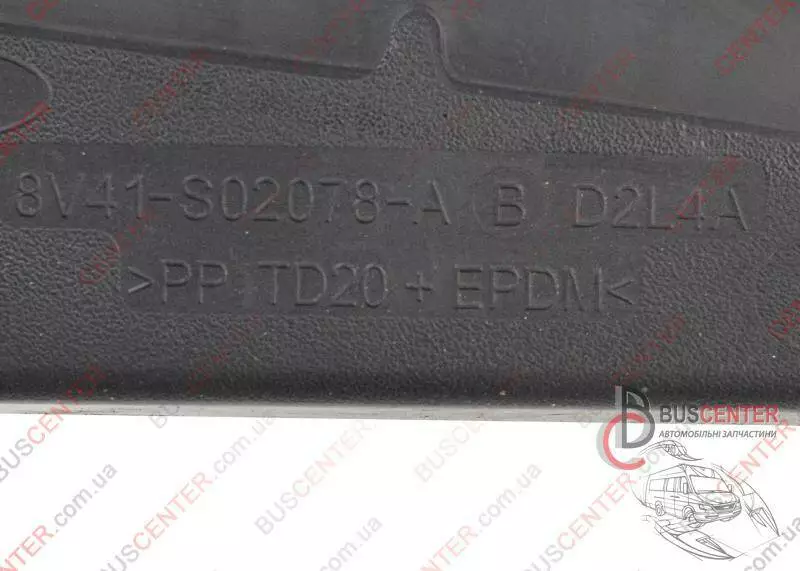 8V41-S02078-A B D2L4A
>PP TD20 + EPDM<
BUSCENTER
АВТОМОБІЛЬНІ ЗАПЧАСТИНИ
BUSCENTER.com.ua